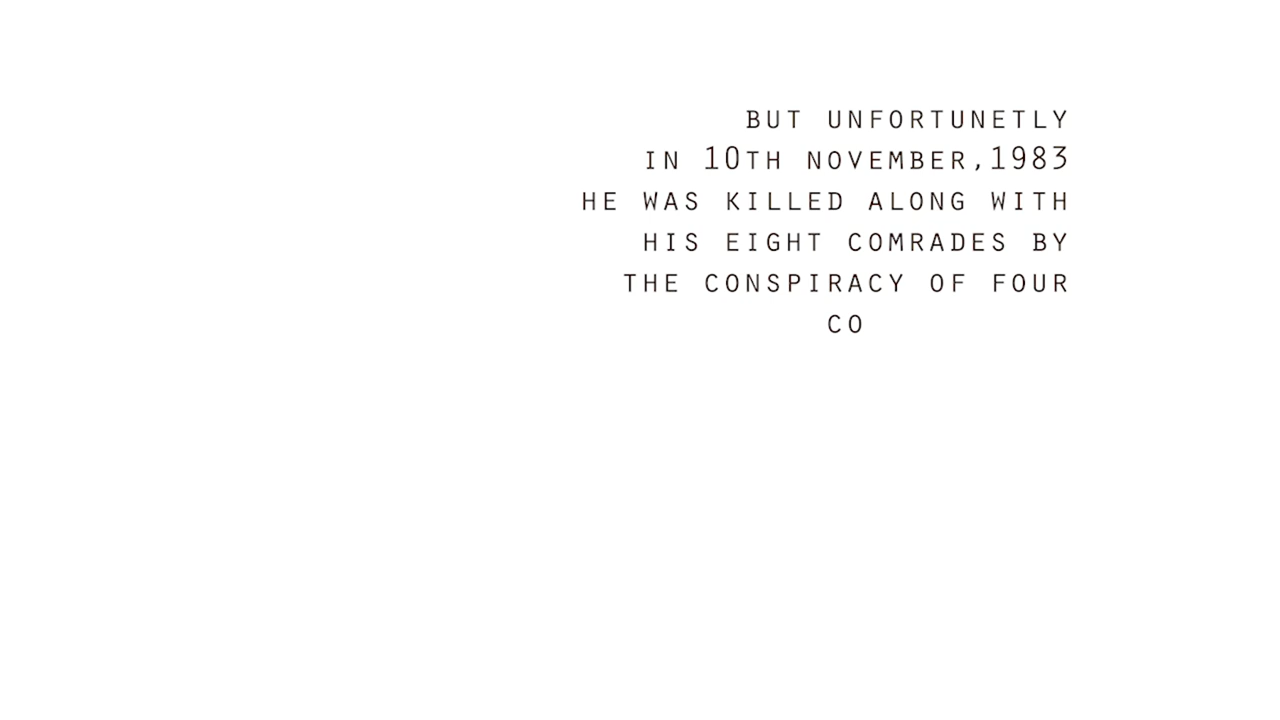 BUT UNFORTUNETLY
IN 10TH NOVEMBER,1983
HE WAS KILLED ALONG WITH
HIS EIGHT COMRADES BY
THE CONSPIRACY OF FOUR
CO